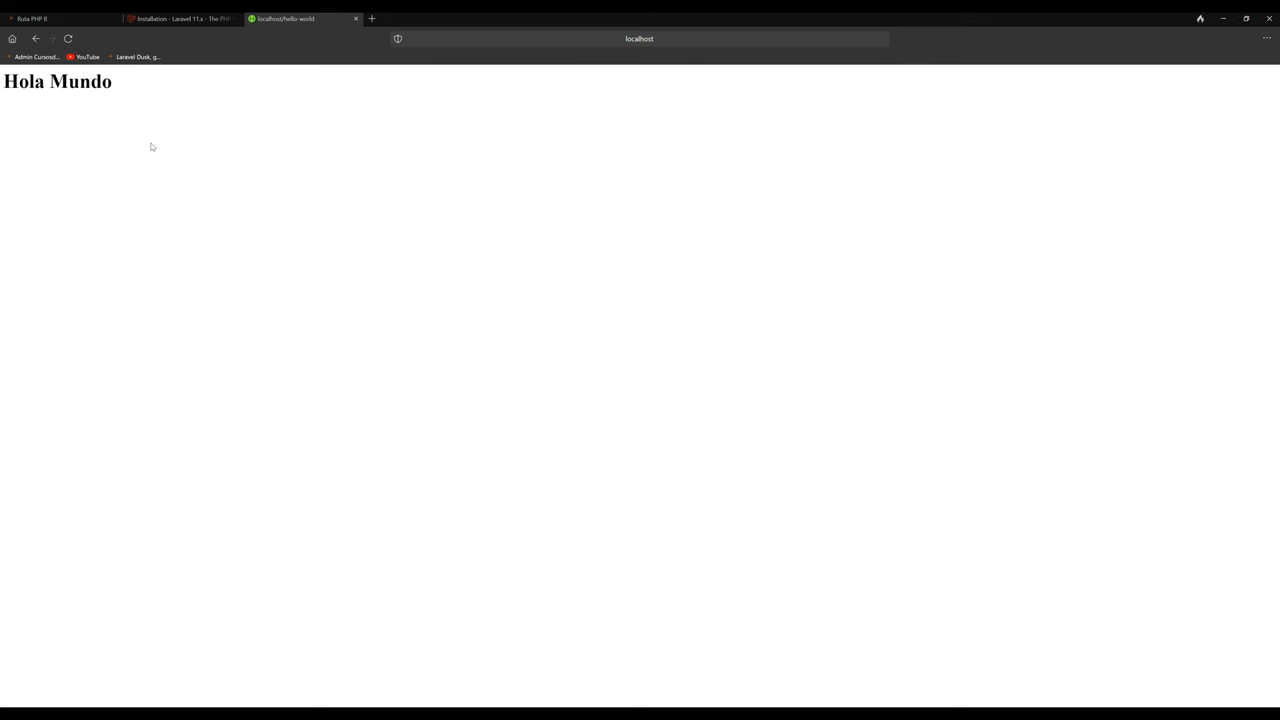 Ruta PHP 8
Installation - Laravel 11.x - The PHP
localhost/hello-world
localhost
Admin Cursosd...
YouTube
Laravel Dusk, g...
Hola Mundo